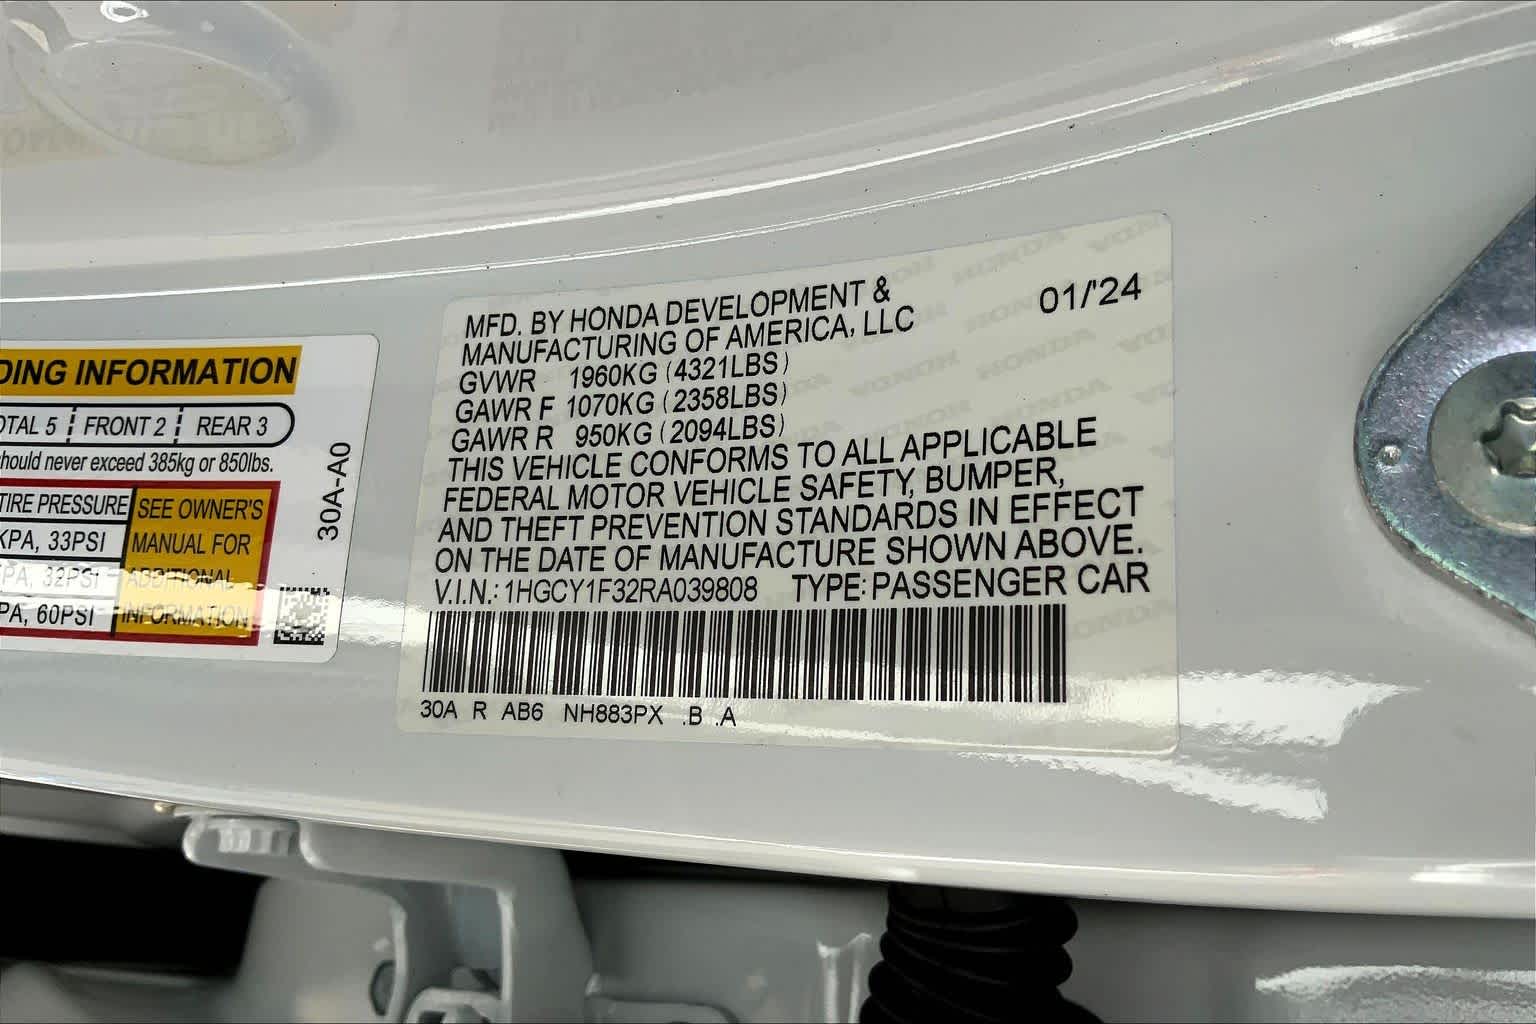 DING INFORMATION
OTAL 5 FRONT 2 REAR 3
hould never exceed 385kg or 850lbs.
TIRE PRESSURE SEE OWNER'S
KPA, 33PSI MANUAL FOR
PA, 32PSI ADDITIONAL
PA, 60PSI INFORMATION
30A-A0
MFD. BY HONDA DEVELOPMENT &
MANUFACTURING OF AMERICA, LLC
01/'24
GVWR 1960KG (4321LBS)
GAWR F 1070KG (2358LBS)
GAWR R 950KG (2094LBS)
THIS VEHICLE CONFORMS TO ALL APPLICABLE
FEDERAL MOTOR VEHICLE SAFETY, BUMPER,
AND THEFT PREVENTION STANDARDS IN EFFECT
ON THE DATE OF MANUFACTURE SHOWN ABOVE.
V.I.N.: 1HGCY1F32RA039808 TYPE: PASSENGER CAR
30A R AB6 NH883PX .B .A